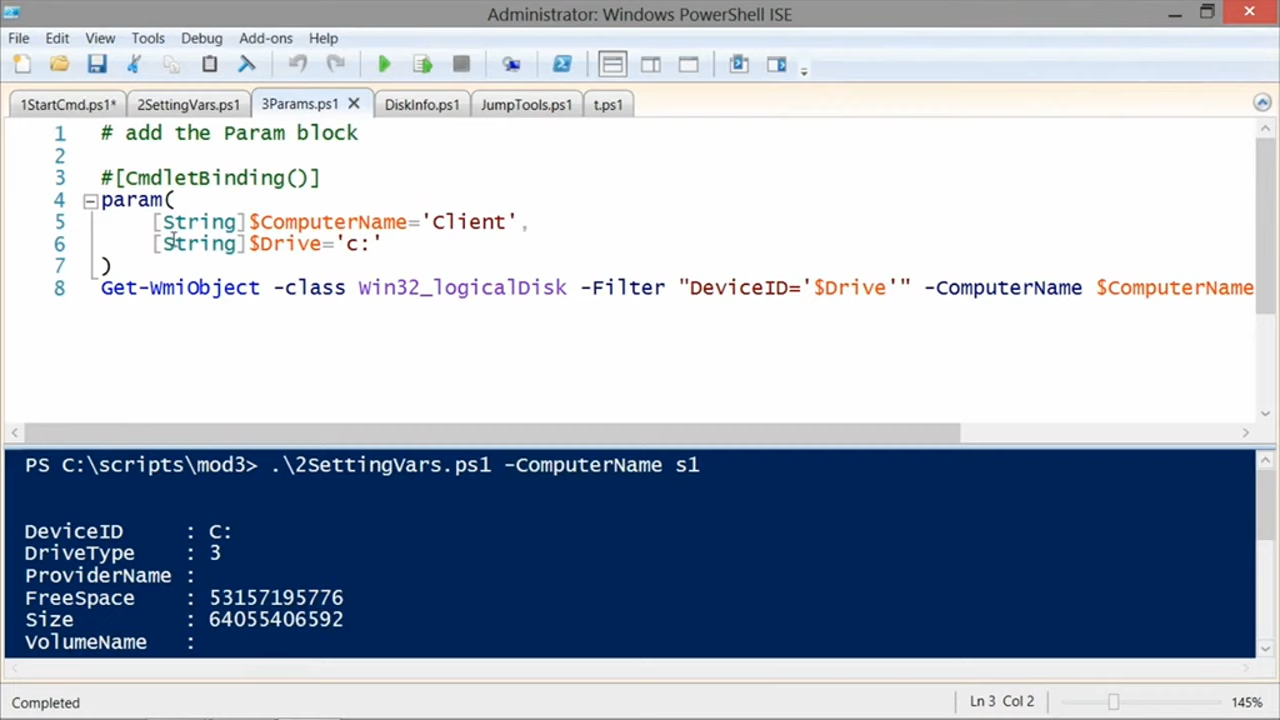 Administrator: Windows PowerShell ISE
File Edit View Tools Debug Add-ons Help
1StartCmd.ps1* 2SettingVars.ps1 3Params.ps1 DiskInfo.ps1 JumpTools.ps1 t.ps1
1 # add the Param block
2
3 #[CmdletBinding()]
4 param(
5 [String]$ComputerName='Client',
6 [String]$Drive='c:'
7 )
8 Get-WmiObject -class Win32_logicalDisk -Filter "DeviceID='$Drive'" -ComputerName $ComputerName
PS C:\scripts\mod3> .\2SettingVars.ps1 -ComputerName s1
DeviceID : C:
DriveType : 3
ProviderName :
FreeSpace : 53157195776
Size : 64055406592
VolumeName :
Completed Ln 3 Col 2 145%